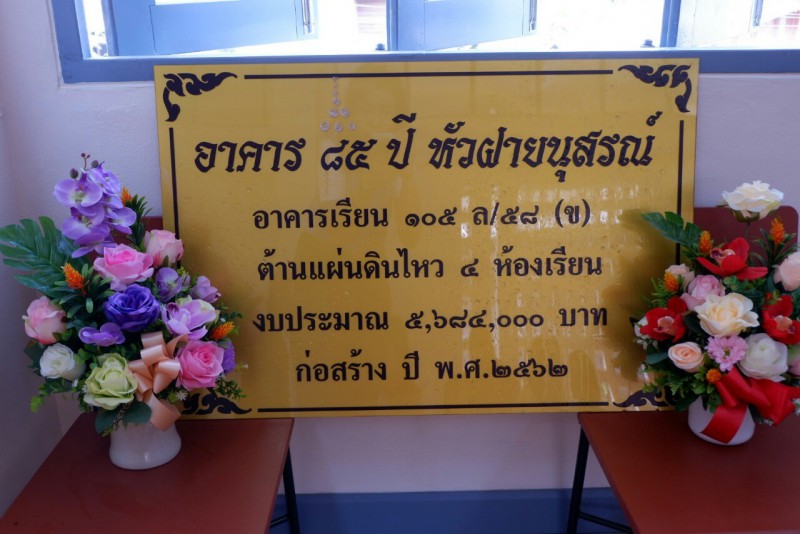 อาคาร ๘๕ ปี หัวฝายนุสรณ์
อาคารเรียน ๑๐๕ ล/๕๘ (ข)
ต้านแผ่นดินไหว ๔ ห้องเรียน
งบประมาณ ๕,๖๘๔,๐๐๐ บาท
ก่อสร้าง ปี พ.ศ.๒๕๖๒